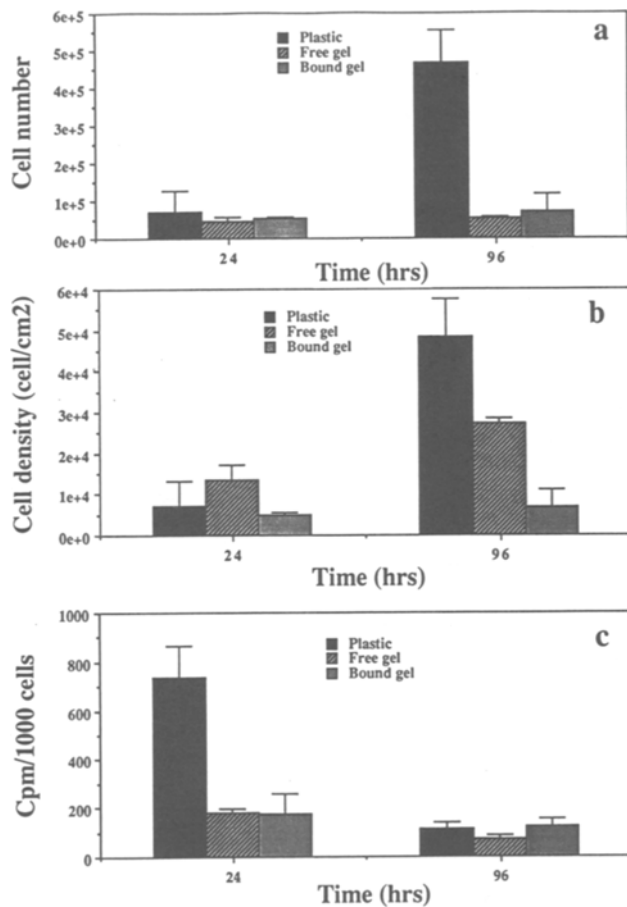 a
Plastic
Free gel
Bound gel
Cell number
6e+5
5e+5
4e+5
3e+5
2e+5
1e+5
0e+0
24
96
Time (hrs)
b
Plastic
Free gel
Bound gel
Cell density (cell/cm2)
6e+4
5e+4
4e+4
3e+4
2e+4
1e+4
0e+0
24
96
Time (hrs)
c
Plastic
Free gel
Bound gel
Cpm/1000 cells
1000
800
600
400
200
0
24
96
Time (hrs)